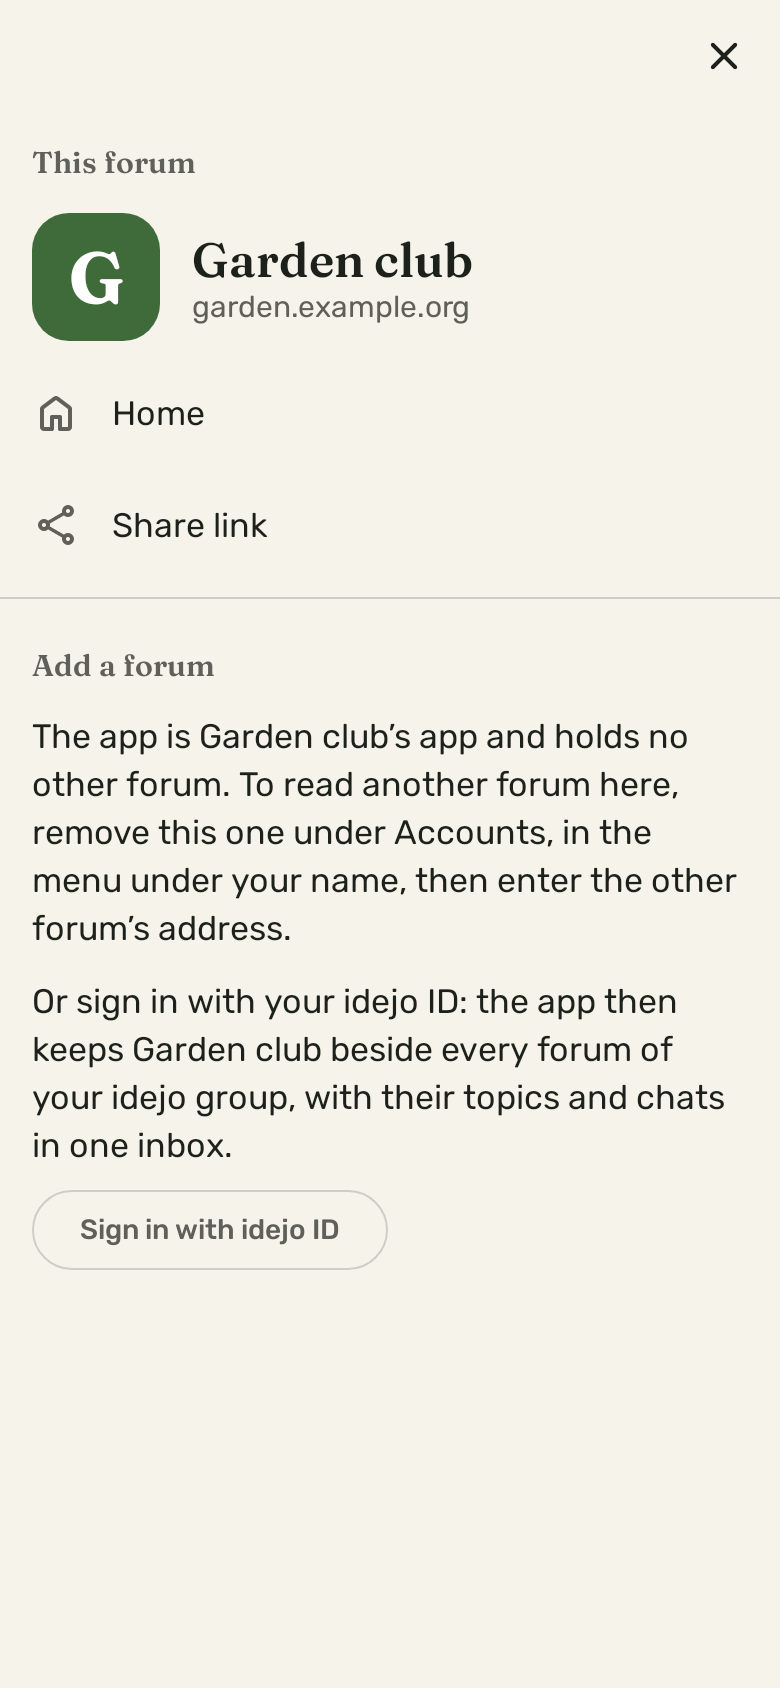 This forum
G
Garden club
garden.example.org
Home
Share link
Add a forum
The app is Garden club’s app and holds no
other forum. To read another forum here,
remove this one under Accounts, in the
menu under your name, then enter the other
forum’s address.
Or sign in with your idejo ID: the app then
keeps Garden club beside every forum of
your idejo group, with their topics and chats
in one inbox.
Sign in with idejo ID